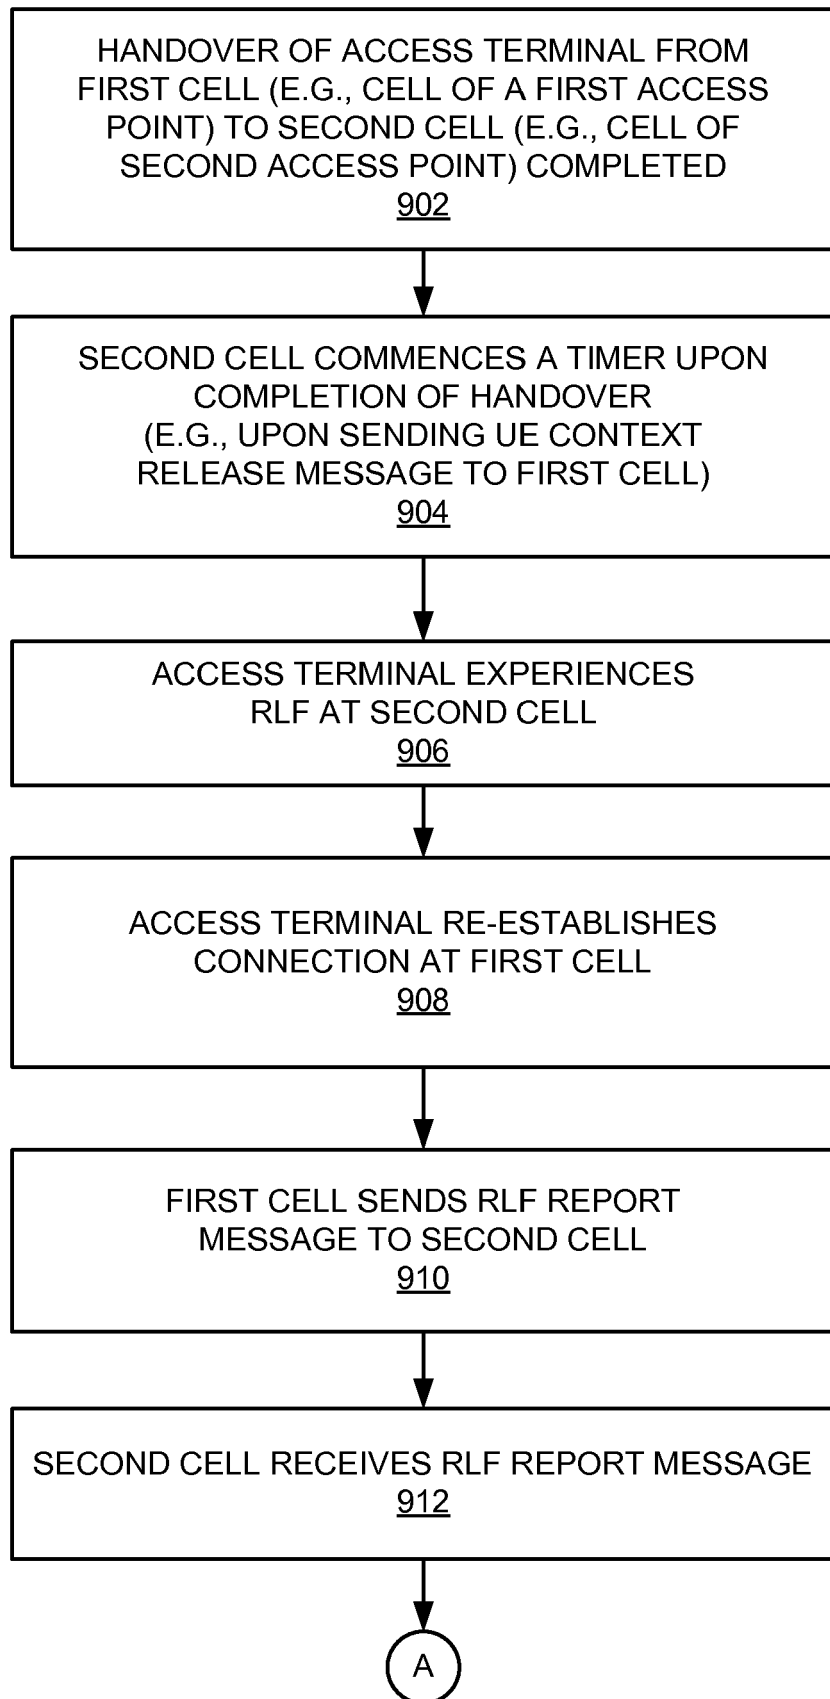 HANDOVER OF ACCESS TERMINAL FROM
FIRST CELL (E.G., CELL OF A FIRST ACCESS
POINT) TO SECOND CELL (E.G., CELL OF
SECOND ACCESS POINT) COMPLETED
902
SECOND CELL COMMENCES A TIMER UPON
COMPLETION OF HANDOVER
(E.G., UPON SENDING UE CONTEXT
RELEASE MESSAGE TO FIRST CELL)
904
ACCESS TERMINAL EXPERIENCES
RLF AT SECOND CELL
906
ACCESS TERMINAL RE-ESTABLISHES
CONNECTION AT FIRST CELL
908
FIRST CELL SENDS RLF REPORT
MESSAGE TO SECOND CELL
910
SECOND CELL RECEIVES RLF REPORT MESSAGE
912
A